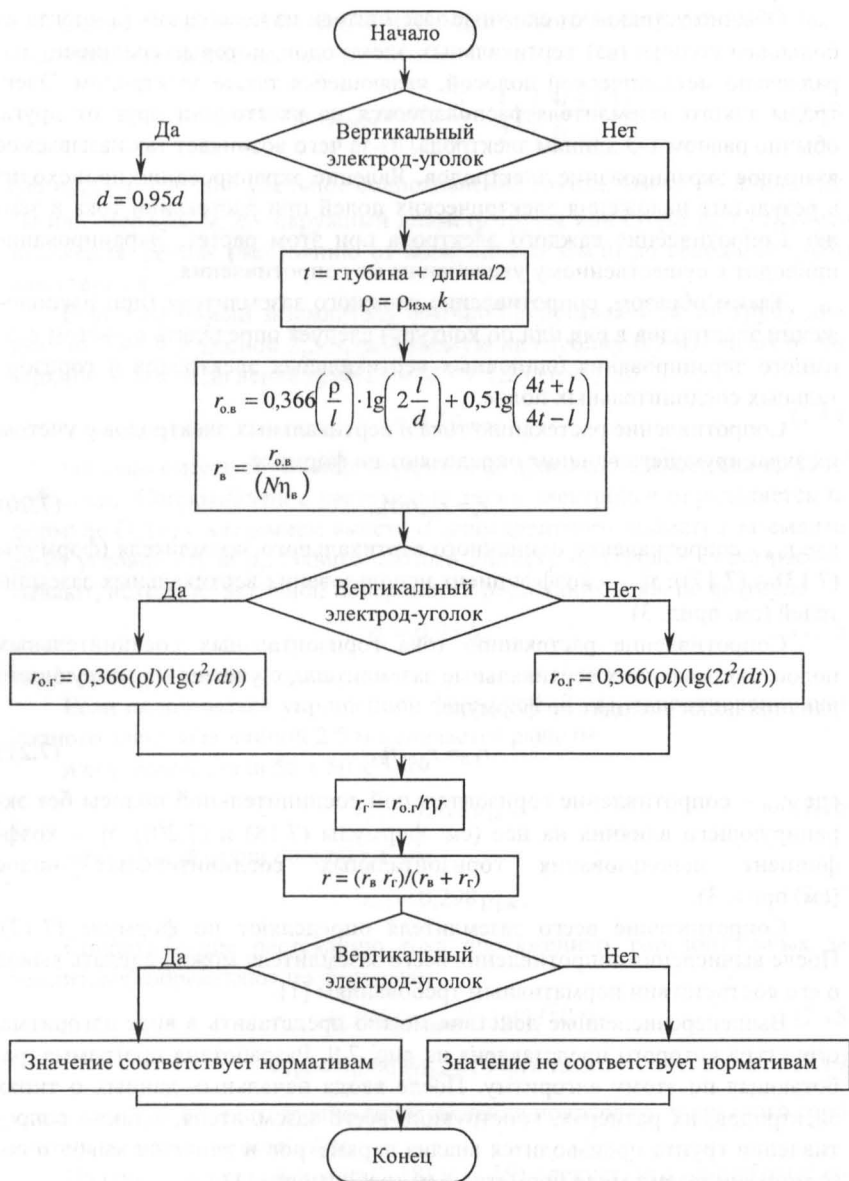 Начало
Да
Вертикальный
электрод-уголок
Нет
d = 0,95d
t = глубина + длина/2
ρ = ρизм k
rо.в = 0,366(ρ/l) · lg(2 l/d) + 0,5lg((4t + l)/(4t − l))
rв = rо.в/(Nηв)
Да
Вертикальный
электрод-уголок
Нет
rо.г = 0,366(ρl)(lg(t²/dt))
rо.г = 0,366(ρl)(lg(2t²/dt))
rг = rо.г/ηr
r = (rв rг)/(rв + rг)
Да
Вертикальный
электрод-уголок
Нет
Значение соответствует нормативам
Значение не соответствует нормативам
Конец